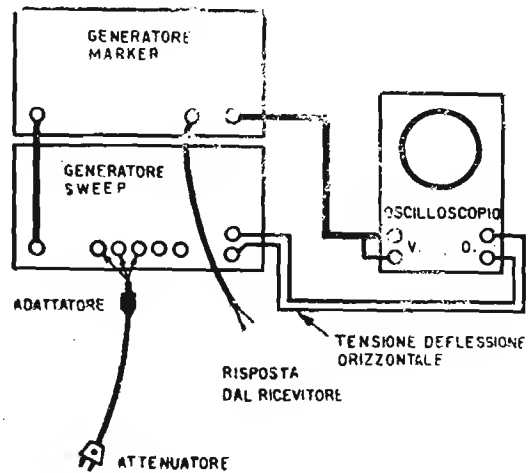 GENERATORE
MARKER
GENERATORE
SWEEP
OSCILLOSCOPIO
V. O.
ADATTATORE
TENSIONE DEFLESSIONE
ORIZZONTALE
RISPOSTA
DAL RICEVITORE
ATTENUATORE